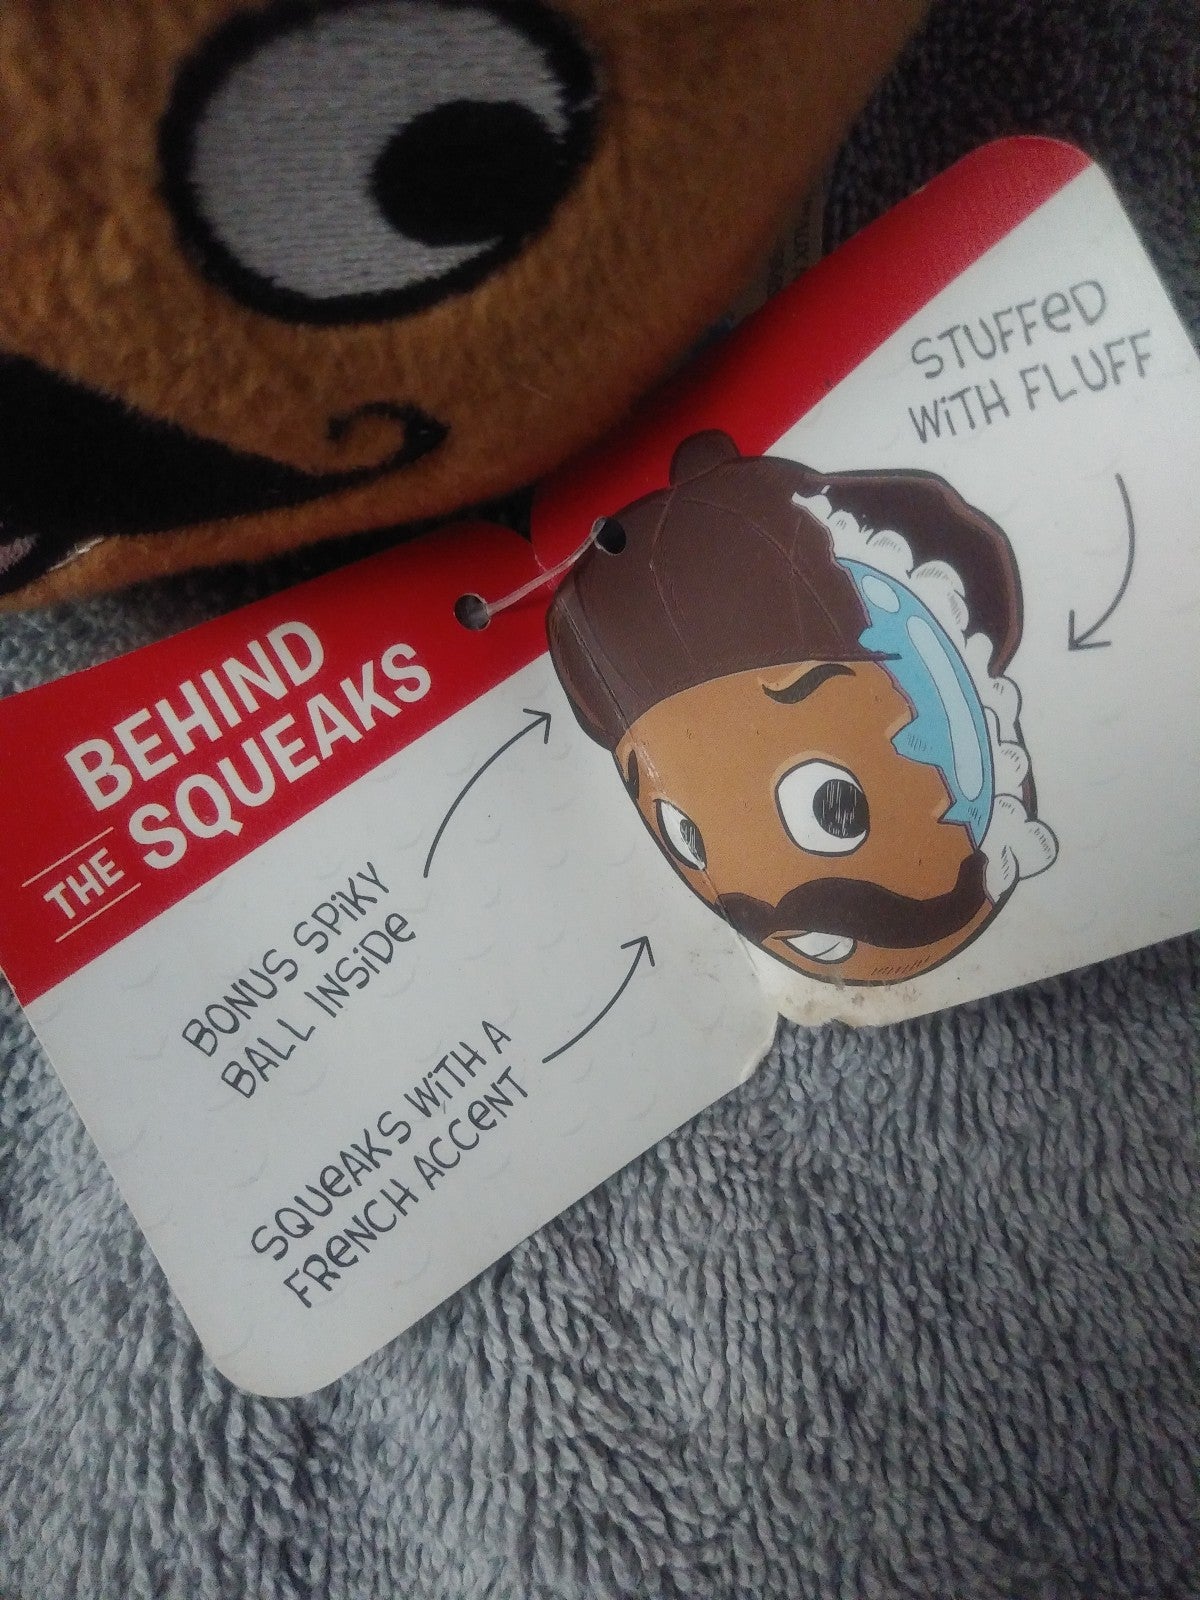 BEHIND
THE SQUEAKS
STUFFeD
WiTH FLUFF
BONUS SPiKY
BALL INSiDe
SQUeAKS WiTH A
FReNCH ACCeNT